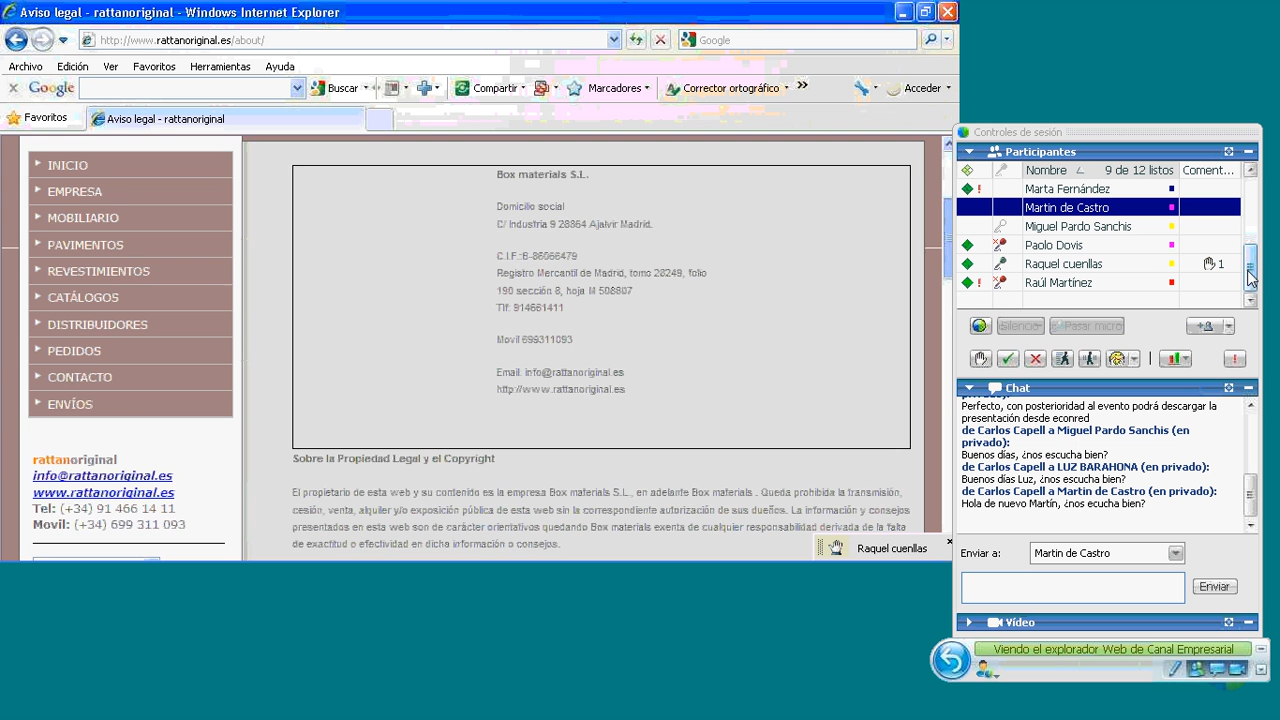 Aviso legal - rattanoriginal - Windows Internet Explorer
http://www.rattanoriginal.es/about/
Google
Archivo Edición Ver Favoritos Herramientas Ayuda
x Google Buscar Compartir Marcadores Corrector ortográfico Acceder
Favoritos Aviso legal - rattanoriginal
INICIO
EMPRESA
MOBILIARIO
PAVIMENTOS
REVESTIMIENTOS
CATÁLOGOS
DISTRIBUIDORES
PEDIDOS
CONTACTO
ENVÍOS
rattanoriginal
info@rattanoriginal.es
www.rattanoriginal.es
Tel: (+34) 91 466 14 11
Movil: (+34) 699 311 093
Box materials S.L.
Domicilio social
C/ Industria 9 28864 Ajalvir Madrid.
C.I.F.:B-86066479
Registro Mercantil de Madrid, tomo 28249, folio
190 sección 8, hoja M 508807
Tlf: 914661411
Movil 699311093
Email: info@rattanoriginal.es
http://www.rattanoriginal.es
Sobre la Propiedad Legal y el Copyright
El propietario de esta web y su contenido es la empresa Box materials S.L., en adelante Box materials . Queda prohibida la transmisión,
cesión, venta, alquiler y/o exposición pública de esta web sin la correspondiente autorización de sus dueños. La información y consejos
presentados en esta web son de carácter orientativos quedando Box materials exenta de cualquier responsabilidad derivada de la falta
de exactitud o efectividad en dicha información o consejos.
Raquel cuenllas
Controles de sesión
Participantes
Nombre 9 de 12 listos Coment...
Marta Fernández
Martin de Castro
Miguel Pardo Sanchis
Paolo Dovis
Raquel cuenllas 1
Raúl Martínez
Silencio Pasar micro
Chat
privado):
Perfecto, con posterioridad al evento podrá descargar la
presentación desde econred
de Carlos Capell a Miguel Pardo Sanchis (en
privado):
Buenos días, ¿nos escucha bien?
de Carlos Capell a LUZ BARAHONA (en privado):
Buenos días Luz, ¿nos escucha bien?
de Carlos Capell a Martin de Castro (en privado):
Hola de nuevo Martín, ¿nos ecucha bien?
Enviar a: Martin de Castro
Enviar
Vídeo
Viendo el explorador Web de Canal Empresarial